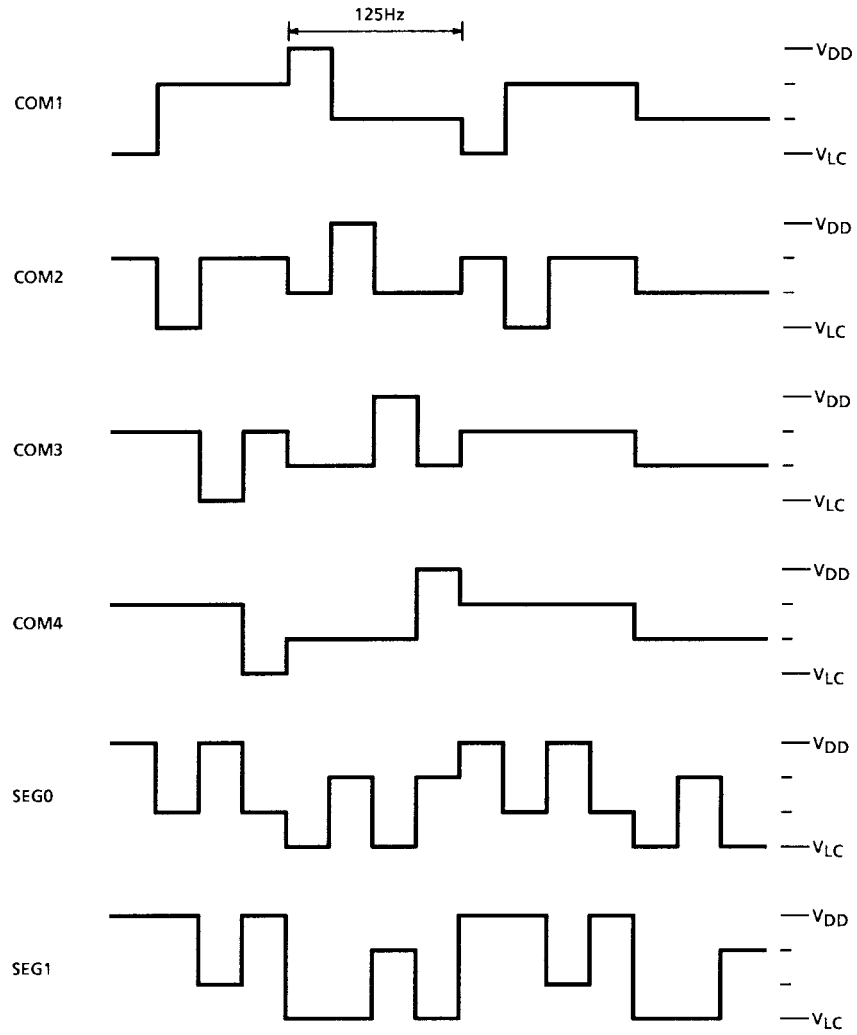 125Hz
VDD
COM1
VLC
VDD
COM2
VLC
VDD
COM3
VLC
VDD
COM4
VLC
VDD
SEG0
VLC
VDD
SEG1
VLC